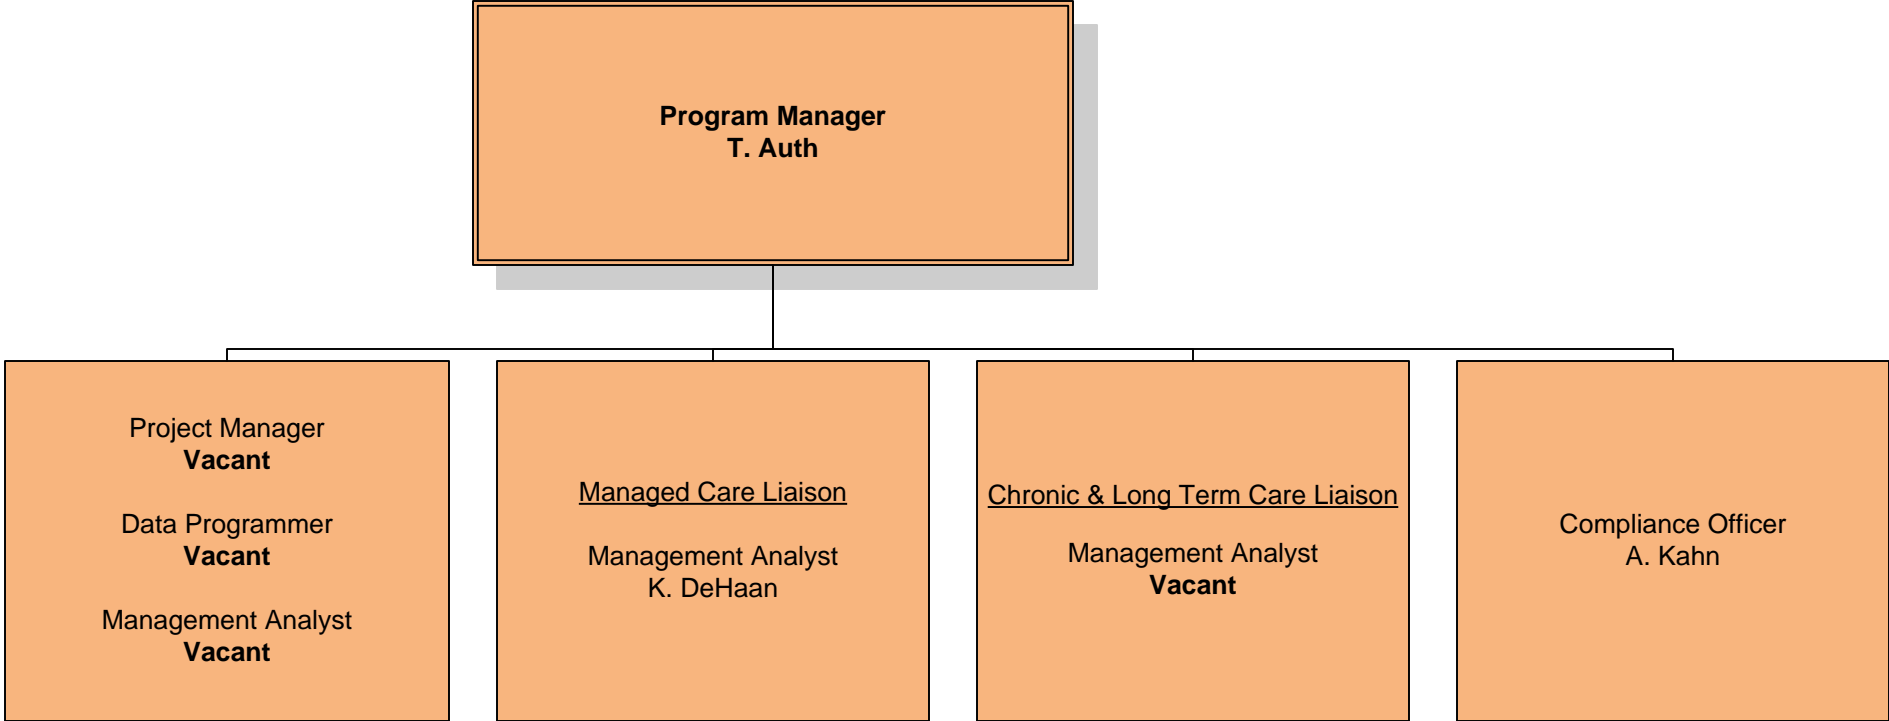 Program Manager
T. Auth
Project Manager
Vacant
Data Programmer
Vacant
Management Analyst
Vacant
Managed Care Liaison
Management Analyst
K. DeHaan
Chronic & Long Term Care Liaison
Management Analyst
Vacant
Compliance Officer
A. Kahn